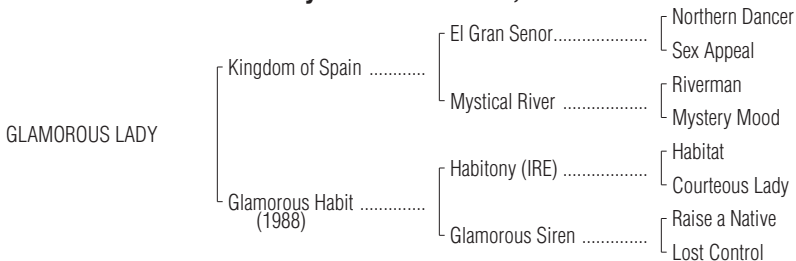 Northern Dancer
El Gran Senor....................
Sex Appeal
Kingdom of Spain ............
Riverman
Mystical River ..................
Mystery Mood
GLAMOROUS LADY
Habitat
Habitony (IRE) ..................
Courteous Lady
Glamorous Habit ..............
(1988)
Raise a Native
Glamorous Siren ..............
Lost Control